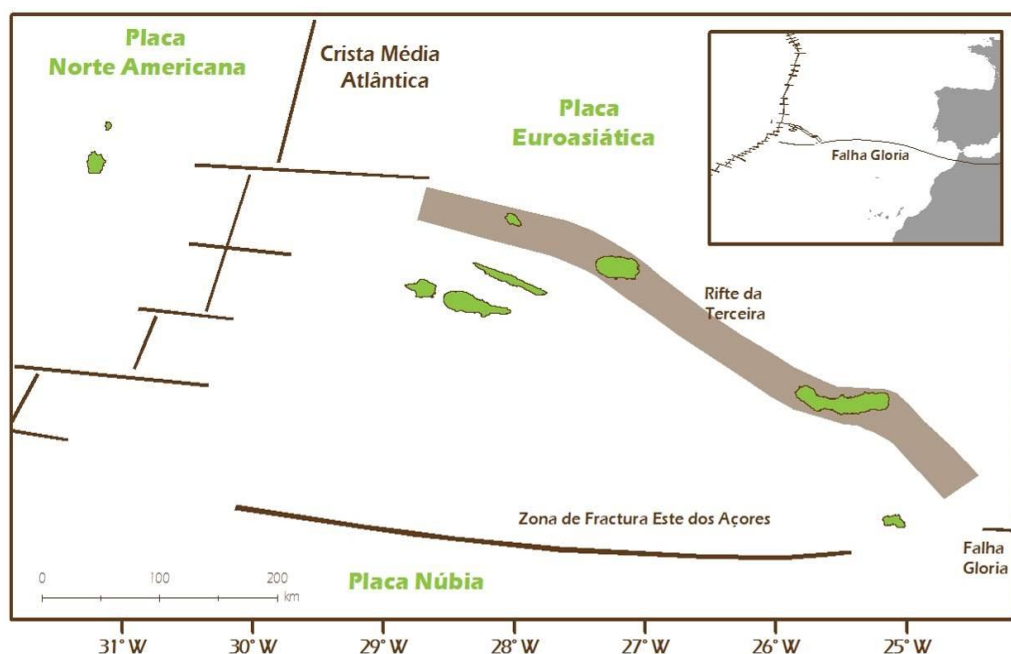 Placa
Norte Americana
Crista Média
Atlântica
Placa
Euroasiática
Falha Gloria
Rifte da
Terceira
Zona de Fractura Este dos Açores
Falha
Gloria
Placa Núbia
0 100 200
km
31° W 30° W 29° W 28° W 27° W 26° W 25° W